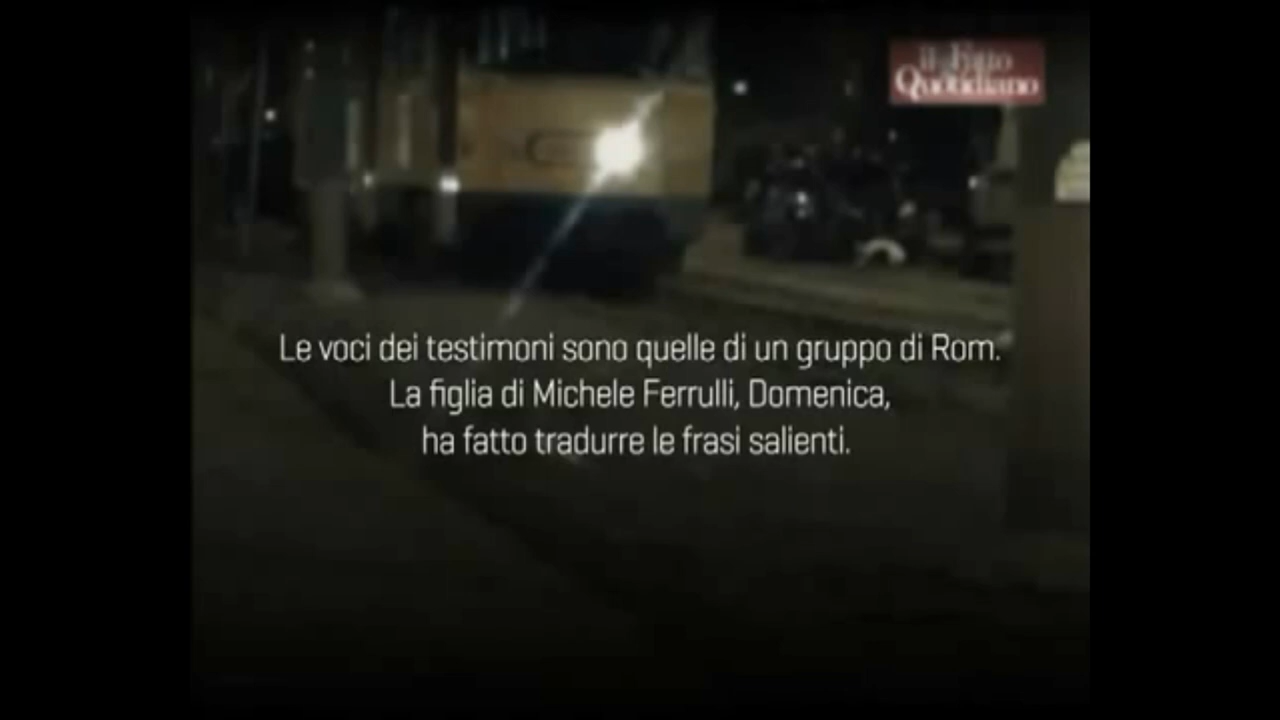 il Fatto
Quotidiano
Le voci dei testimoni sono quelle di un gruppo di Rom.
La figlia di Michele Ferrulli, Domenica,
ha fatto tradurre le frasi salienti.